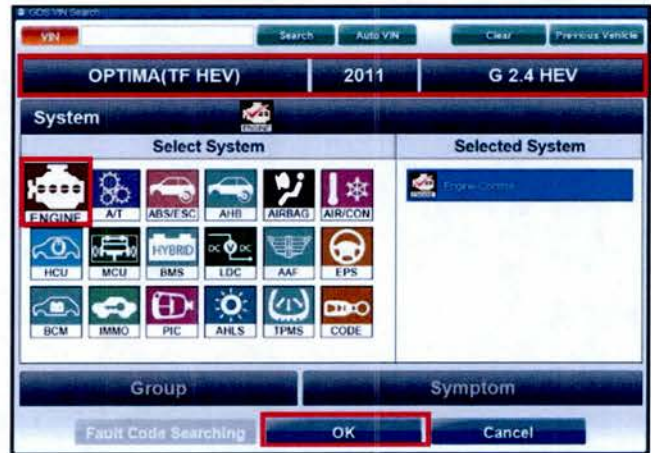 GDS VIN Search
VIN Search Auto VIN Clear Previous Vehicle
OPTIMA(TF HEV) 2011 G 2.4 HEV
System ENGINE
Select System Selected System
ENGINE A/T ABS/ESC AHB AIRBAG AIR/CON
ENGINE Engine Control
HCU MCU HYBRID BMS DC DC LDC AAF EPS
BCM IMMO PIC AHLS TPMS CODE
Group Symptom
Fault Code Searching OK Cancel